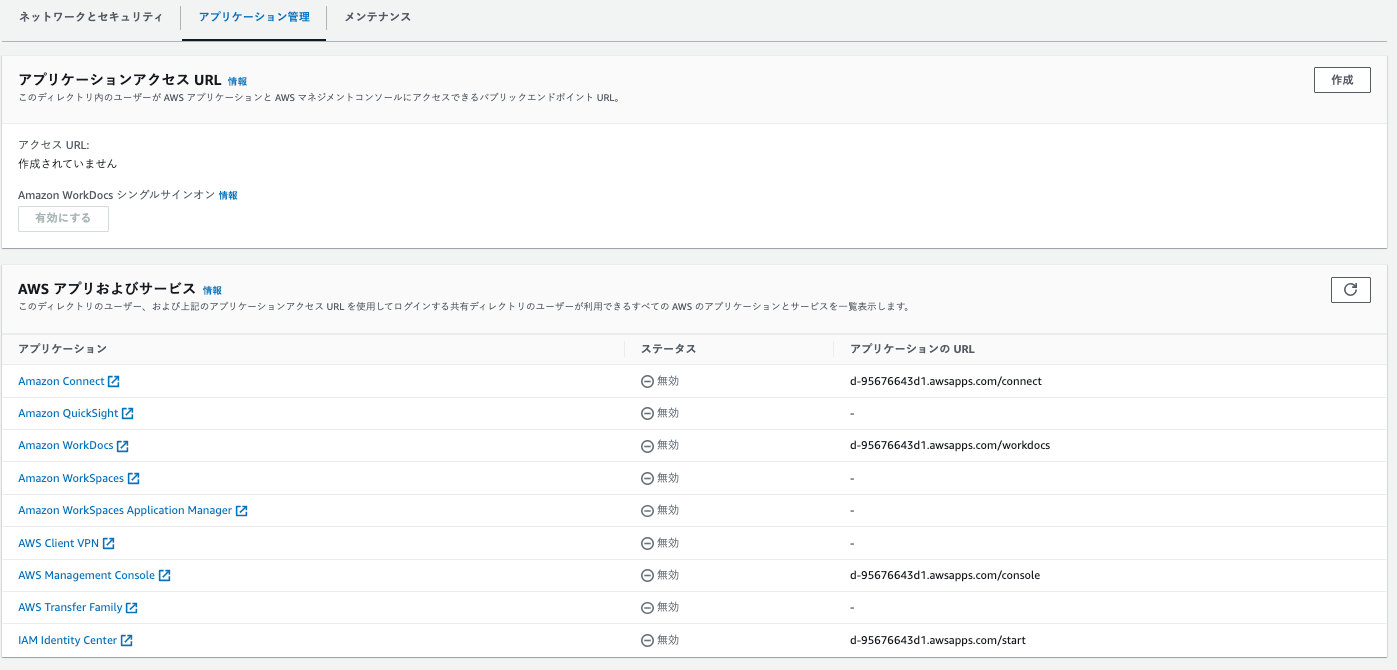 ネットワークとセキュリティ
アプリケーション管理
メンテナンス
アプリケーションアクセス URL 情報
作成
このディレクトリ内のユーザーが AWS アプリケーションと AWS マネジメントコンソールにアクセスできるパブリックエンドポイント URL。
アクセス URL:
作成されていません
Amazon WorkDocs シングルサインオン 情報
有効にする
AWS アプリおよびサービス 情報
このディレクトリのユーザー、および上記のアプリケーションアクセス URL を使用してログインする共有ディレクトリのユーザーが利用できるすべての AWS のアプリケーションとサービスを一覧表示します。
アプリケーション ステータス アプリケーションの URL
Amazon Connect 無効 d-95676643d1.awsapps.com/connect
Amazon QuickSight 無効 -
Amazon WorkDocs 無効 d-95676643d1.awsapps.com/workdocs
Amazon WorkSpaces 無効 -
Amazon WorkSpaces Application Manager 無効 -
AWS Client VPN 無効 -
AWS Management Console 無効 d-95676643d1.awsapps.com/console
AWS Transfer Family 無効 -
IAM Identity Center 無効 d-95676643d1.awsapps.com/start